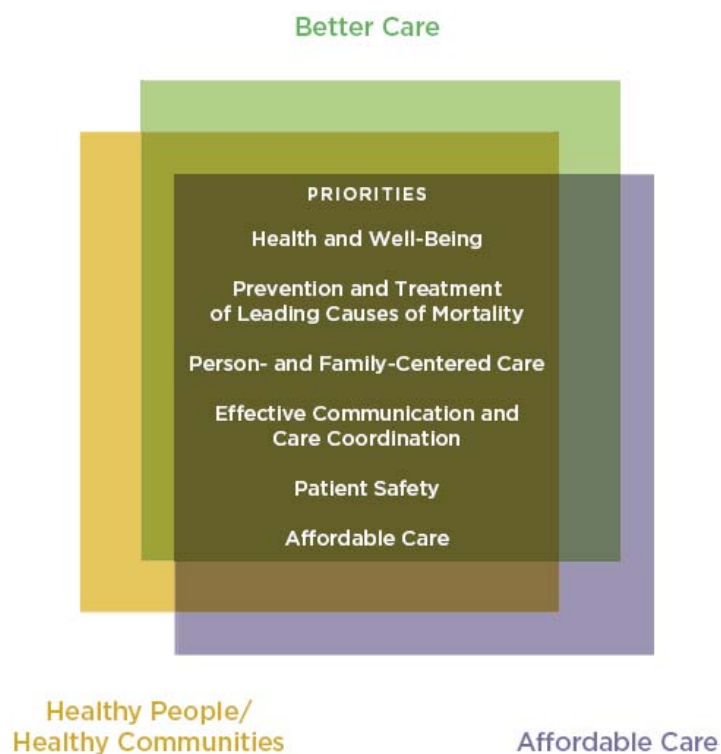 Better Care
PRIORITIES
Health and Well-Being
Prevention and Treatment
of Leading Causes of Mortality
Person- and Family-Centered Care
Effective Communication and
Care Coordination
Patient Safety
Affordable Care
Healthy People/
Healthy Communities
Affordable Care